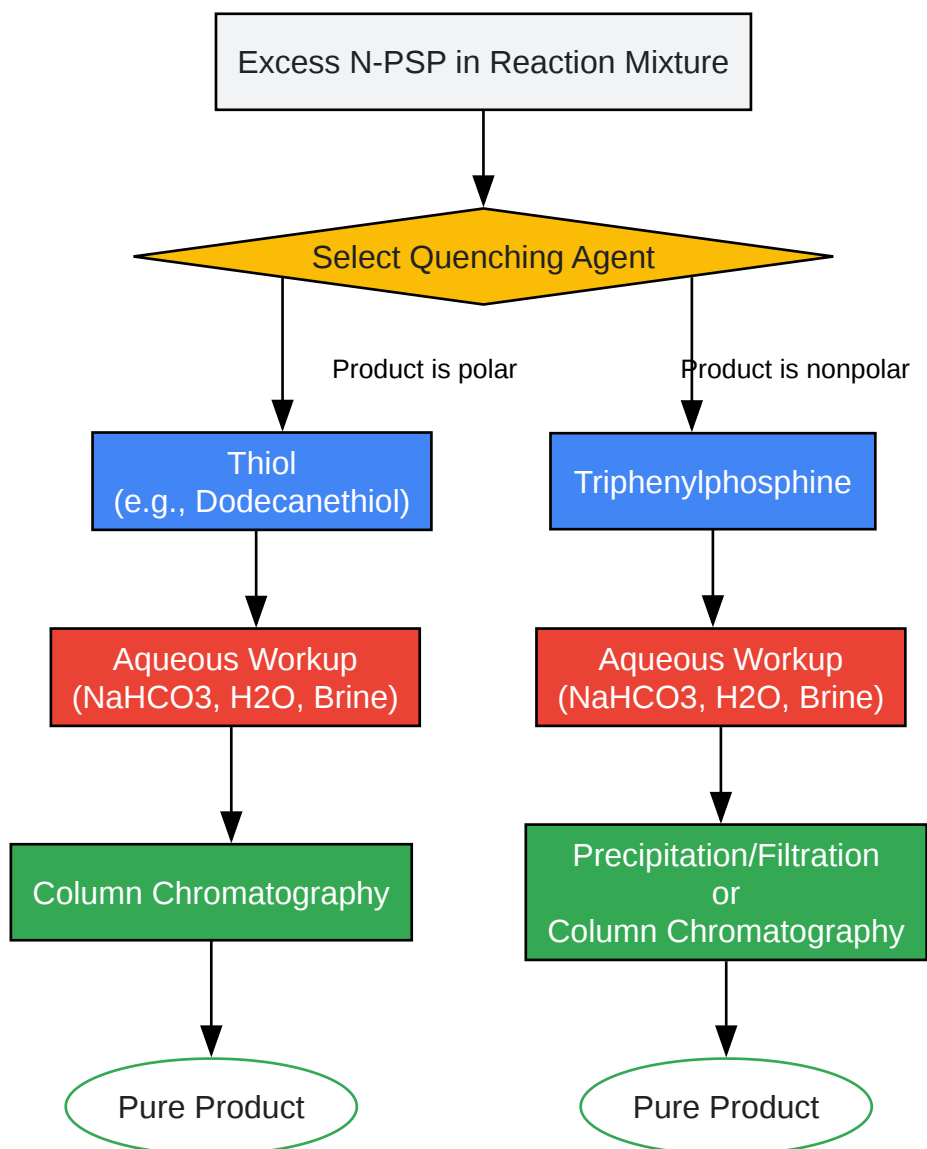 Excess N-PSP in Reaction Mixture
Select Quenching Agent
Product is polar
Product is nonpolar
Thiol
(e.g., Dodecanethiol)
Triphenylphosphine
Aqueous Workup
(NaHCO3, H2O, Brine)
Aqueous Workup
(NaHCO3, H2O, Brine)
Column Chromatography
Precipitation/Filtration
or
Column Chromatography
Pure Product
Pure Product